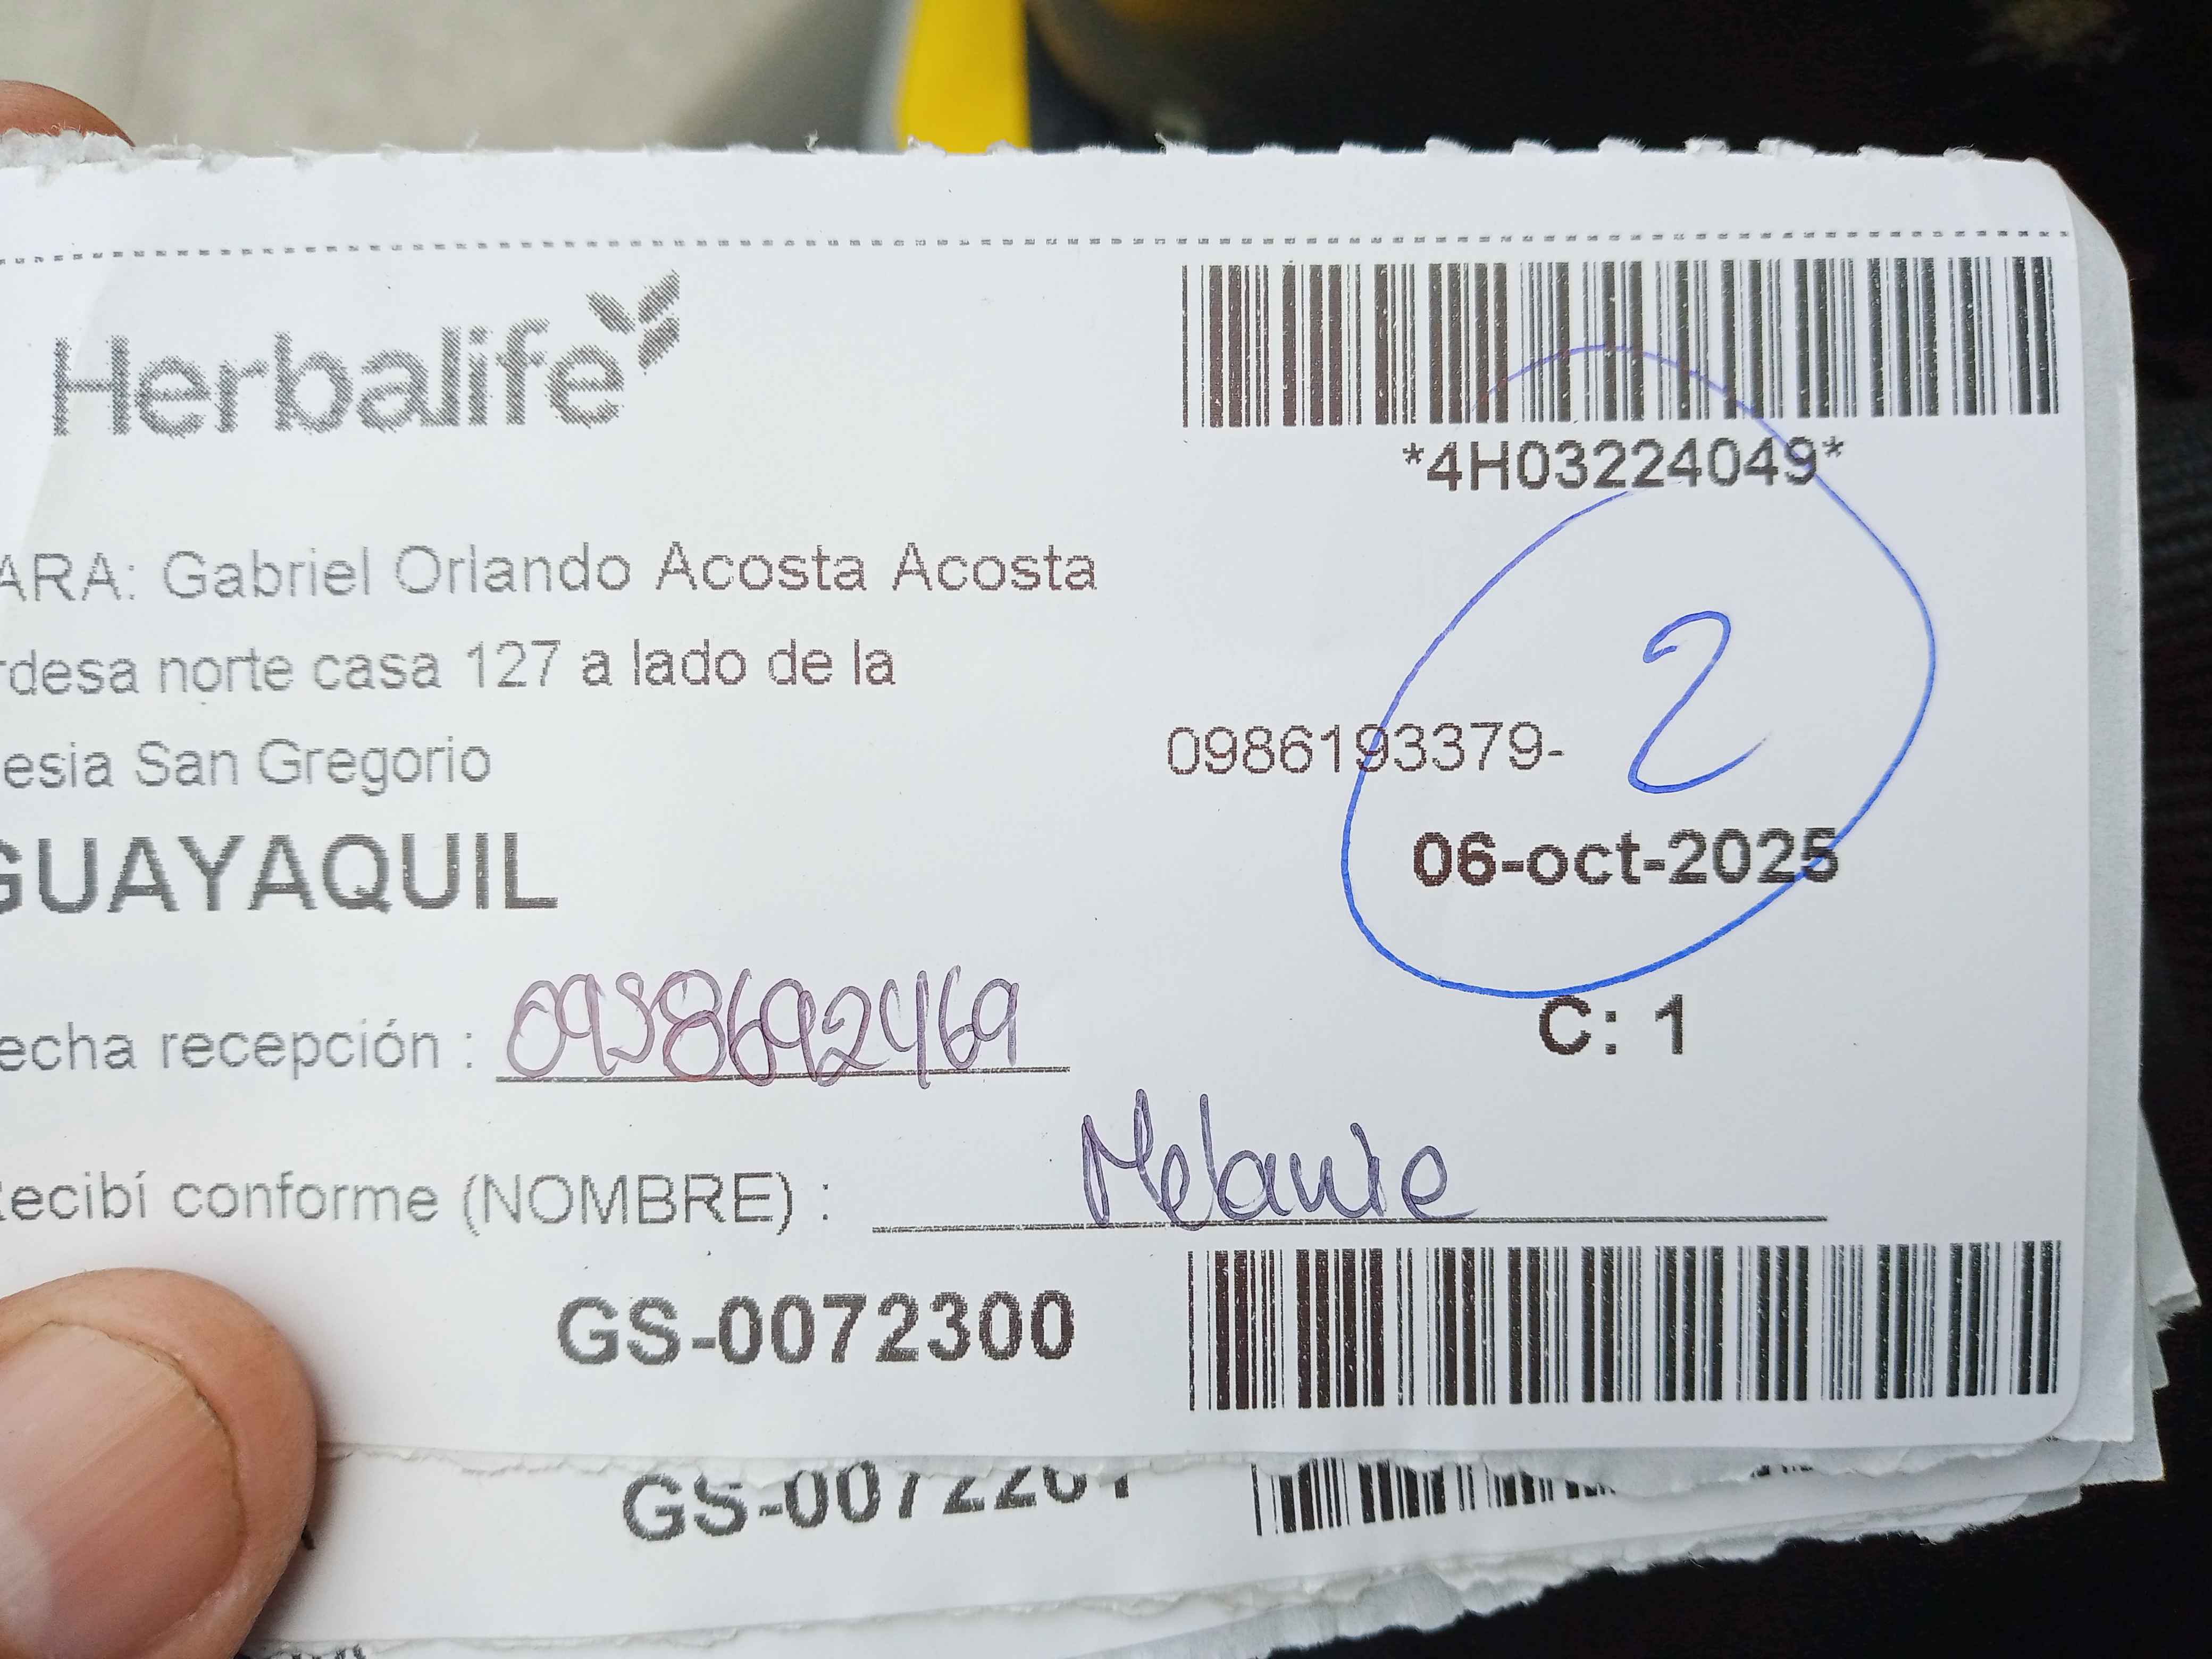 Herbalife
*4H03224049*
ARA: Gabriel Orlando Acosta Acosta
rdesa norte casa 127 a lado de la
esia San Gregorio
0986193379-
2
GUAYAQUIL
06-oct-2025
echa recepción : 0958692469
C: 1
Recibí conforme (NOMBRE) : Melanie
GS-0072300